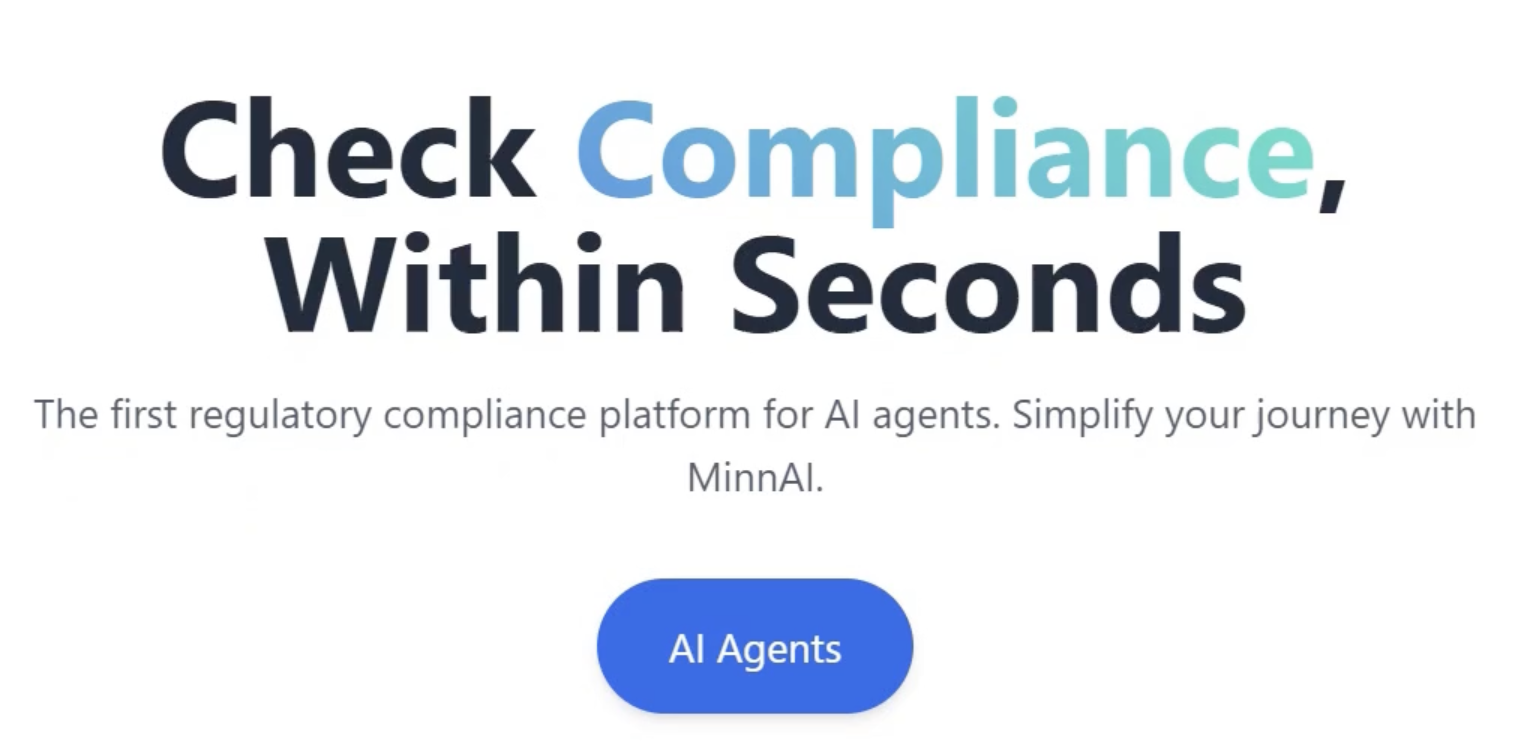 Check Compliance,
Within Seconds
The first regulatory compliance platform for AI agents. Simplify your journey with
MinnAI.
AI Agents